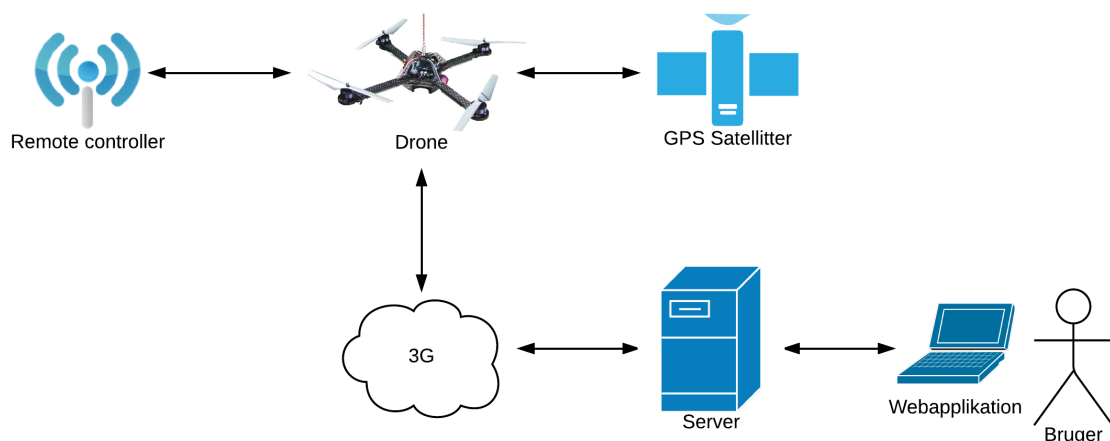 Remote controller
Drone
GPS Satellitter
3G
Server
Webapplikation
Bruger